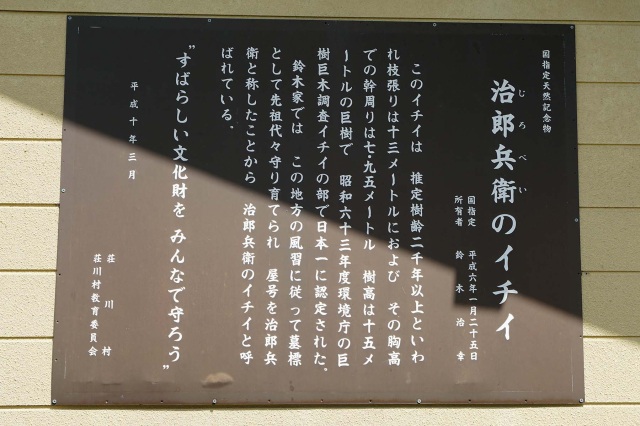 国指定天然記念物
じろべい
治郎兵衛のイチイ
国指定 平成六年一月二十五日
所有者 鈴木治幸
このイチイは 推定樹齢二千年以上といわ
れ枝張りは十三メートルにおよび その胸高
での幹周りは七・九五メートル 樹高は十五メ
ートルの巨樹で 昭和六十三年度環境庁の巨
樹巨木調査イチイの部で日本一に認定された。
鈴木家では この地方の風習に従って墓標
として先祖代々守り育てられ 屋号を治郎兵
衛と称したことから 治郎兵衛のイチイと呼
ばれている。
"すばらしい文化財を みんなで守ろう"
平成十年三月
荘川村
荘川村教育委員会